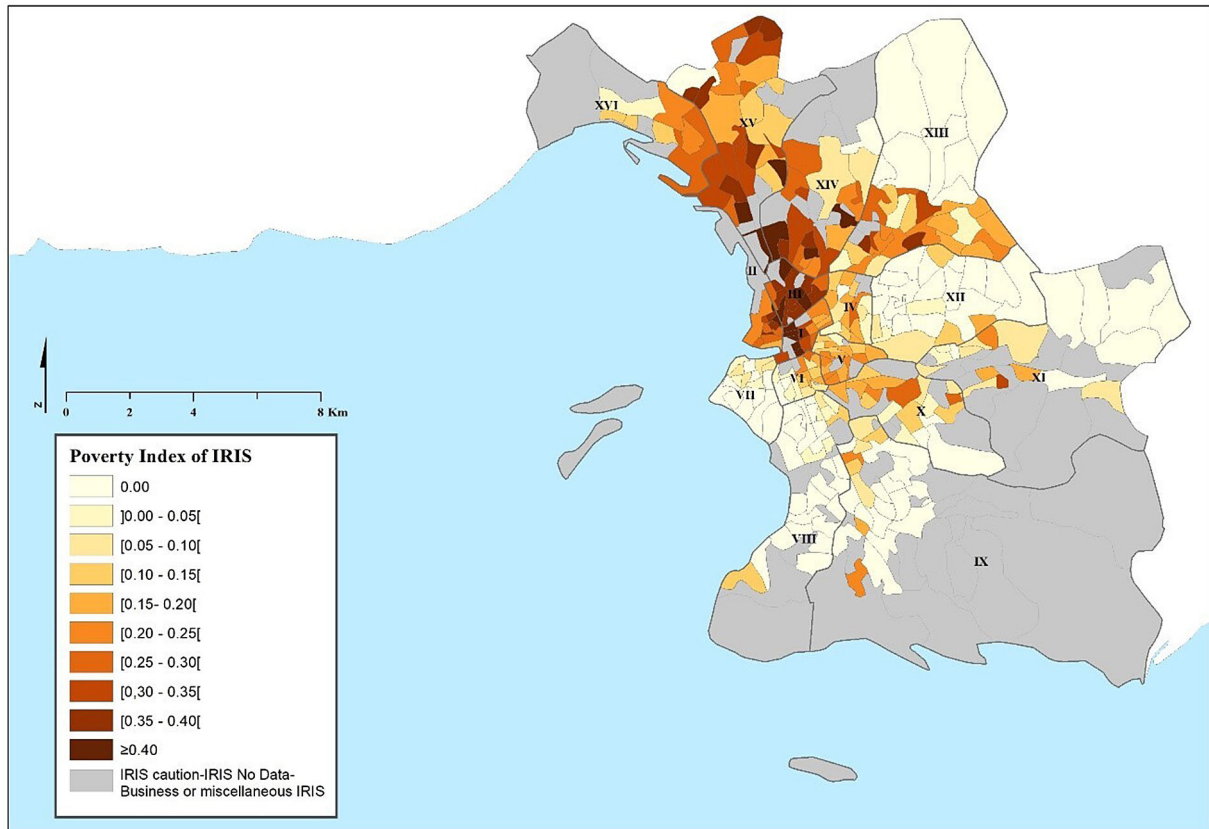 XVI
XV
XIII
XIV
II
III
IV
XII
I
V
VI
XI
VII
X
VIII
IX
N
0 2 4 8 Km
Poverty Index of IRIS
0.00
]0.00 - 0.05[
[0.05 - 0.10[
[0.10 - 0.15[
[0.15- 0.20[
[0.20 - 0.25[
[0.25 - 0.30[
[0,30 - 0.35[
[0.35 - 0.40[
≥0.40
IRIS caution-IRIS No Data-
Business or miscellaneous IRIS